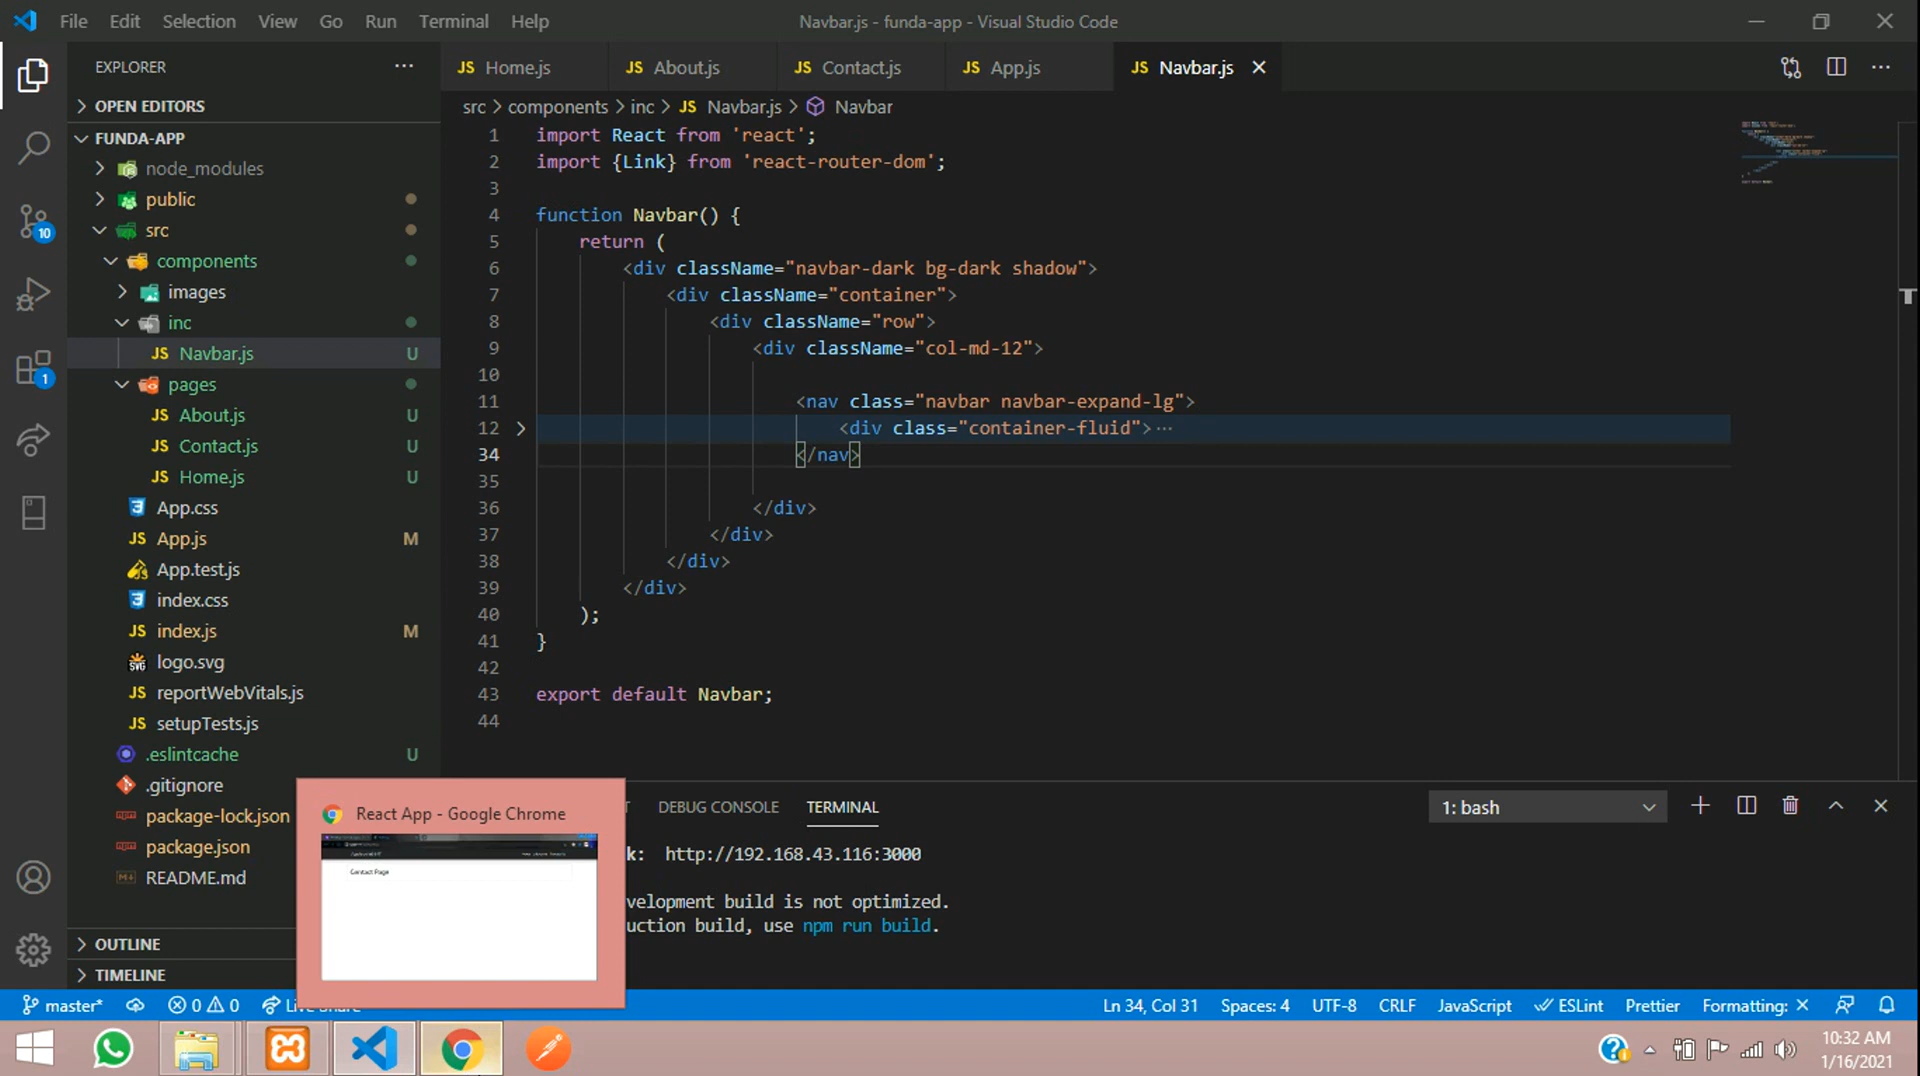 File Edit Selection View Go Run Terminal Help
Navbar.js - funda-app - Visual Studio Code
EXPLORER ···
OPEN EDITORS
FUNDA-APP
node_modules
public
src
components
images
inc
JS Navbar.js U
pages
JS About.js U
JS Contact.js U
JS Home.js U
App.css
JS App.js M
App.test.js
index.css
JS index.js M
logo.svg
JS reportWebVitals.js
JS setupTests.js
.eslintcache U
.gitignore
package-lock.json
package.json
README.md
OUTLINE
TIMELINE
10
1
JS Home.js JS About.js JS Contact.js JS App.js JS Navbar.js
src > components > inc > JS Navbar.js > Navbar
1 import React from 'react';
2 import {Link} from 'react-router-dom';
3
4 function Navbar() {
5 return (
6 <div className="navbar-dark bg-dark shadow">
7 <div className="container">
8 <div className="row">
9 <div className="col-md-12">
10
11 <nav class="navbar navbar-expand-lg">
12 <div class="container-fluid"> ···
34 </nav>
35
36 </div>
37 </div>
38 </div>
39 </div>
40 );
41 }
42
43 export default Navbar;
44
T DEBUG CONSOLE TERMINAL
1: bash
k: http://192.168.43.116:3000
velopment build is not optimized.
uction build, use npm run build.
React App - Google Chrome
Contact Page
master* 0 0 Live Share
Ln 34, Col 31 Spaces: 4 UTF-8 CRLF JavaScript ESLint Prettier Formatting: ×
10:32 AM
1/16/2021